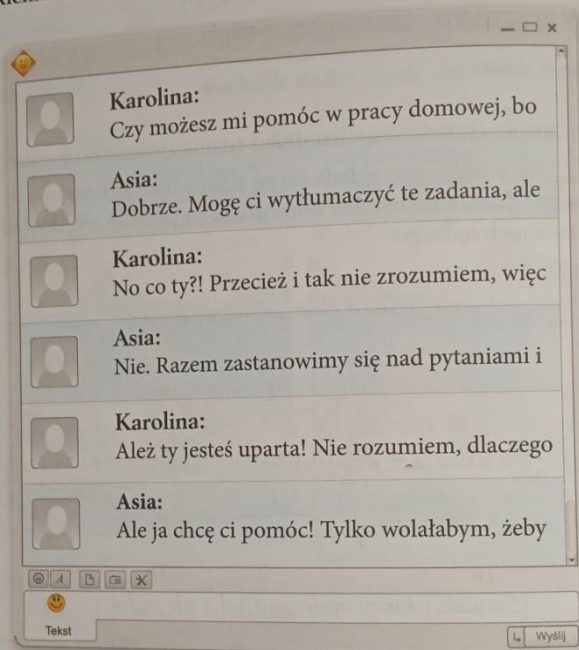 Karolina:
Czy możesz mi pomóc w pracy domowej, bo
Asia:
Dobrze. Mogę ci wytłumaczyć te zadania, ale
Karolina:
No co ty?! Przecież i tak nie zrozumiem, więc
Asia:
Nie. Razem zastanowimy się nad pytaniami i
Karolina:
Ależ ty jesteś uparta! Nie rozumiem, dlaczego
Asia:
Ale ja chcę ci pomóc! Tylko wolałabym, żeby
Tekst
Wyślij